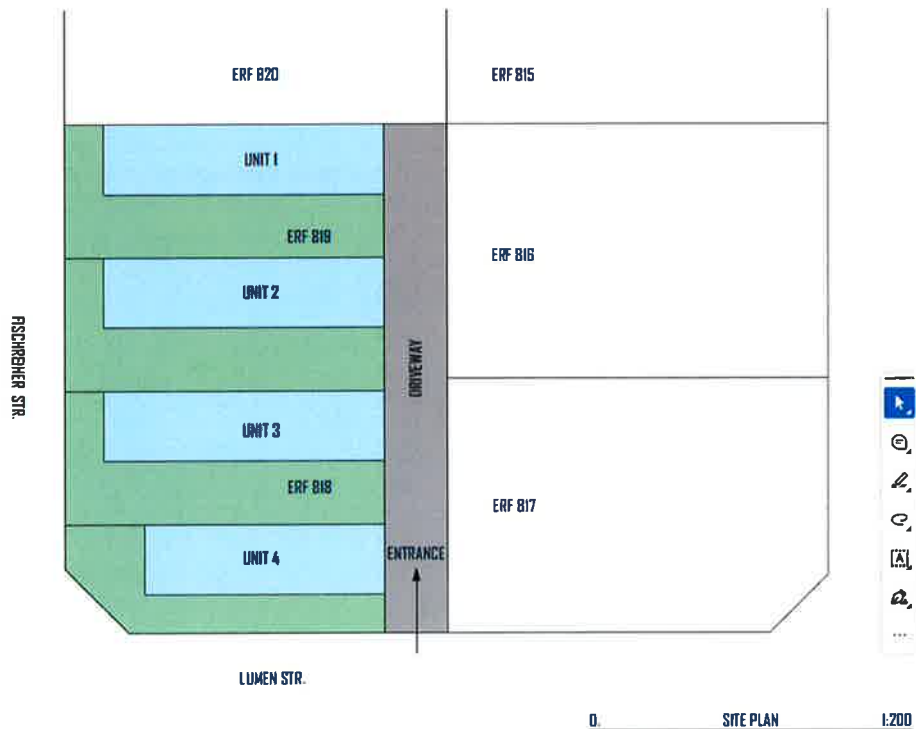 ERF 820
ERF 815
UNIT 1
ERF 819
ERF 816
UNIT 2
FISCHREIHER STR.
DRIVEWAY
UNIT 3
ERF 818
ERF 817
ENTRANCE
UNIT 4
LUMEN STR.
0. SITE PLAN 1:200